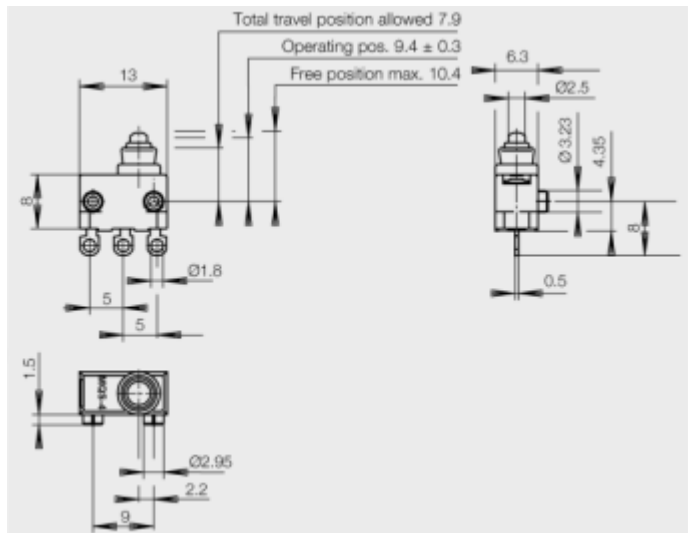 Total travel position allowed 7.9
Operating pos. 9.4 ± 0.3
Free position max. 10.4
13
8
Ø1.8
5
5
6.3
Ø2.5
Ø3.23
4.35
8
0.5
1.5
Ø2.95
2.2
9